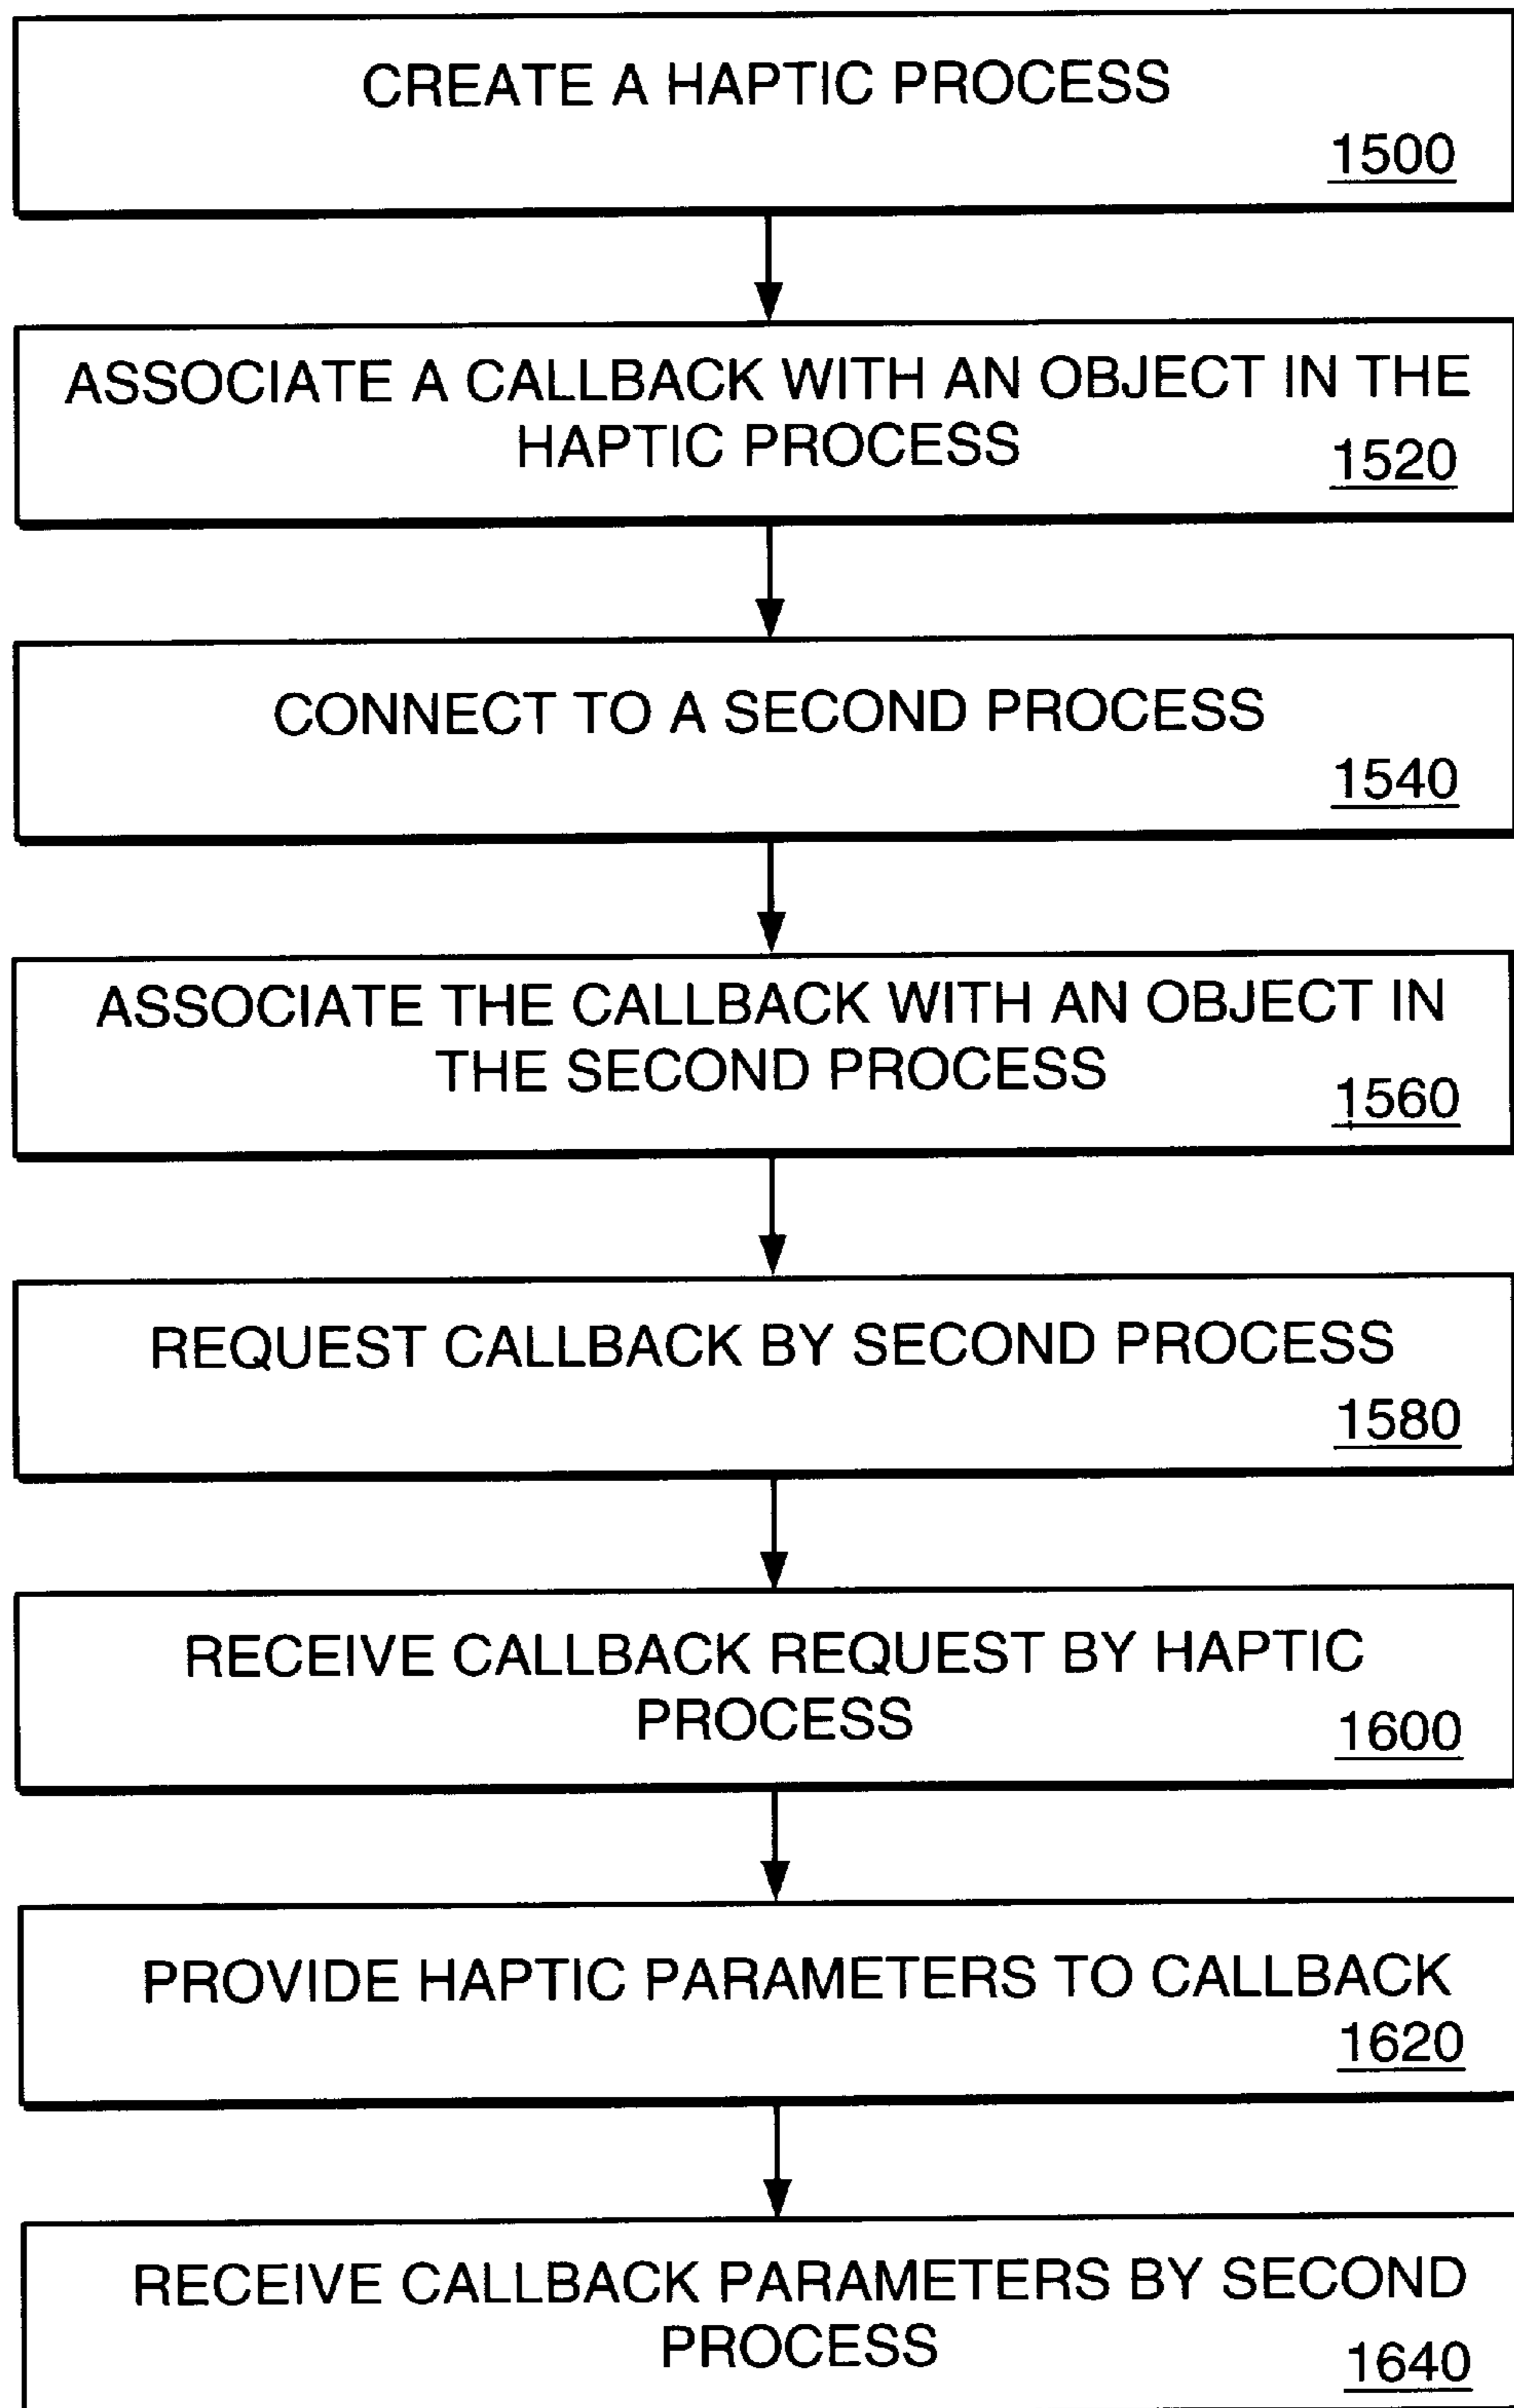 CREATE A HAPTIC PROCESS
1500
ASSOCIATE A CALLBACK WITH AN OBJECT IN THE
HAPTIC PROCESS
1520
CONNECT TO A SECOND PROCESS
1540
ASSOCIATE THE CALLBACK WITH AN OBJECT IN
THE SECOND PROCESS
1560
REQUEST CALLBACK BY SECOND PROCESS
1580
RECEIVE CALLBACK REQUEST BY HAPTIC
PROCESS
1600
PROVIDE HAPTIC PARAMETERS TO CALLBACK
1620
RECEIVE CALLBACK PARAMETERS BY SECOND
PROCESS
1640